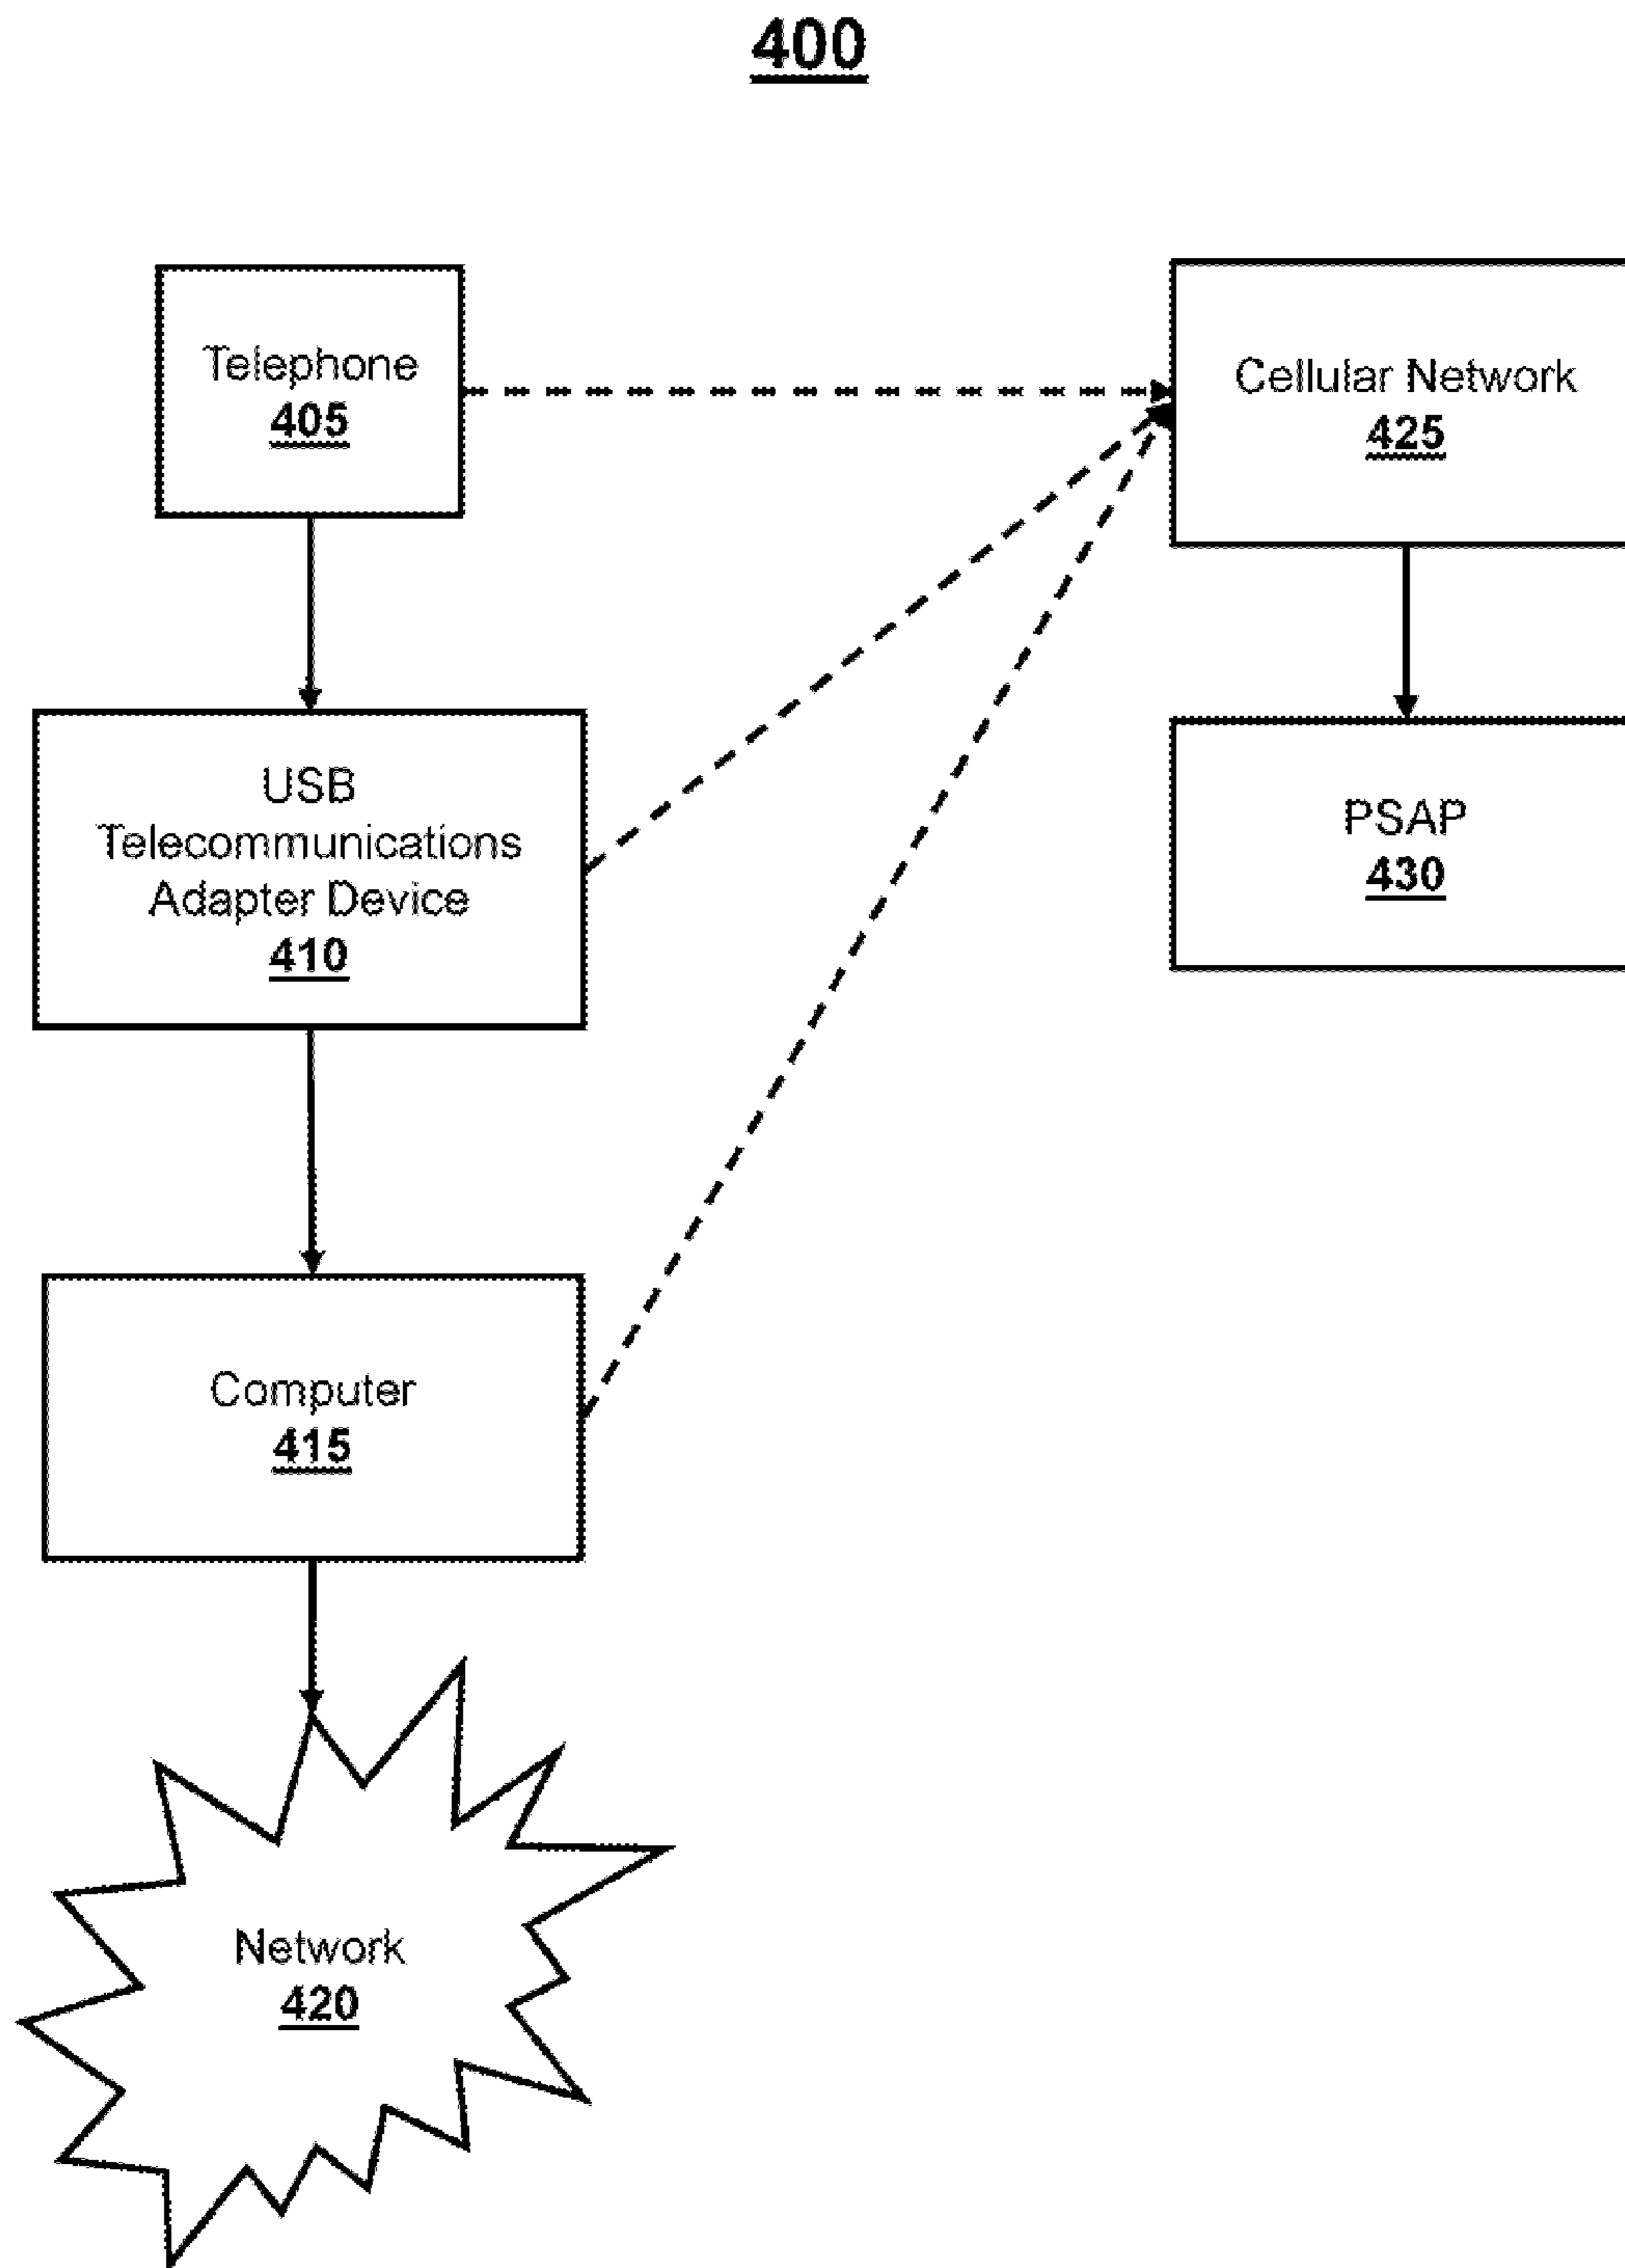 400
Telephone
405
Cellular Network
425
USB
Telecommunications
Adapter Device
410
PSAP
430
Computer
415
Network
420